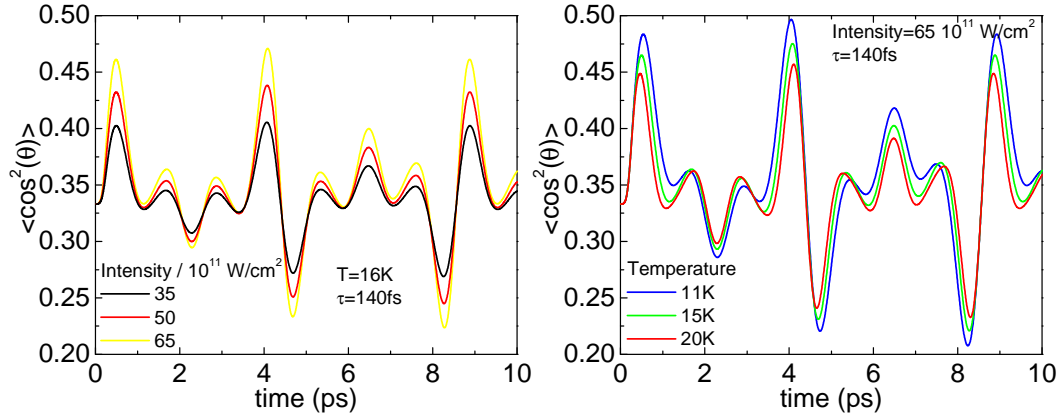 0.50
0.45
0.40
0.35
0.30
0.25
0.20
<cos²(θ)>
Intensity / 10¹¹ W/cm²
35
50
65
T=16K
τ=140fs
0 2 4 6 8 10
time (ps)
Intensity=65 10¹¹ W/cm²
τ=140fs
0.50
0.45
0.40
0.35
0.30
0.25
0.20
<cos²(θ)>
Temperature
11K
15K
20K
0 2 4 6 8 10
time (ps)